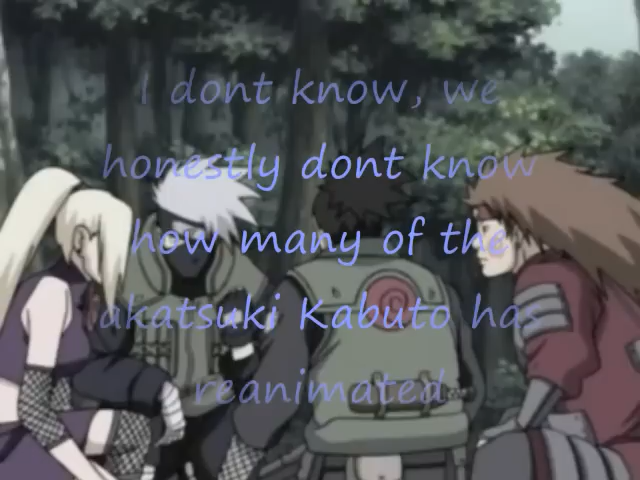 I dont know, we
honestly dont know
how many of the
akatsuki Kabuto has
reanimated